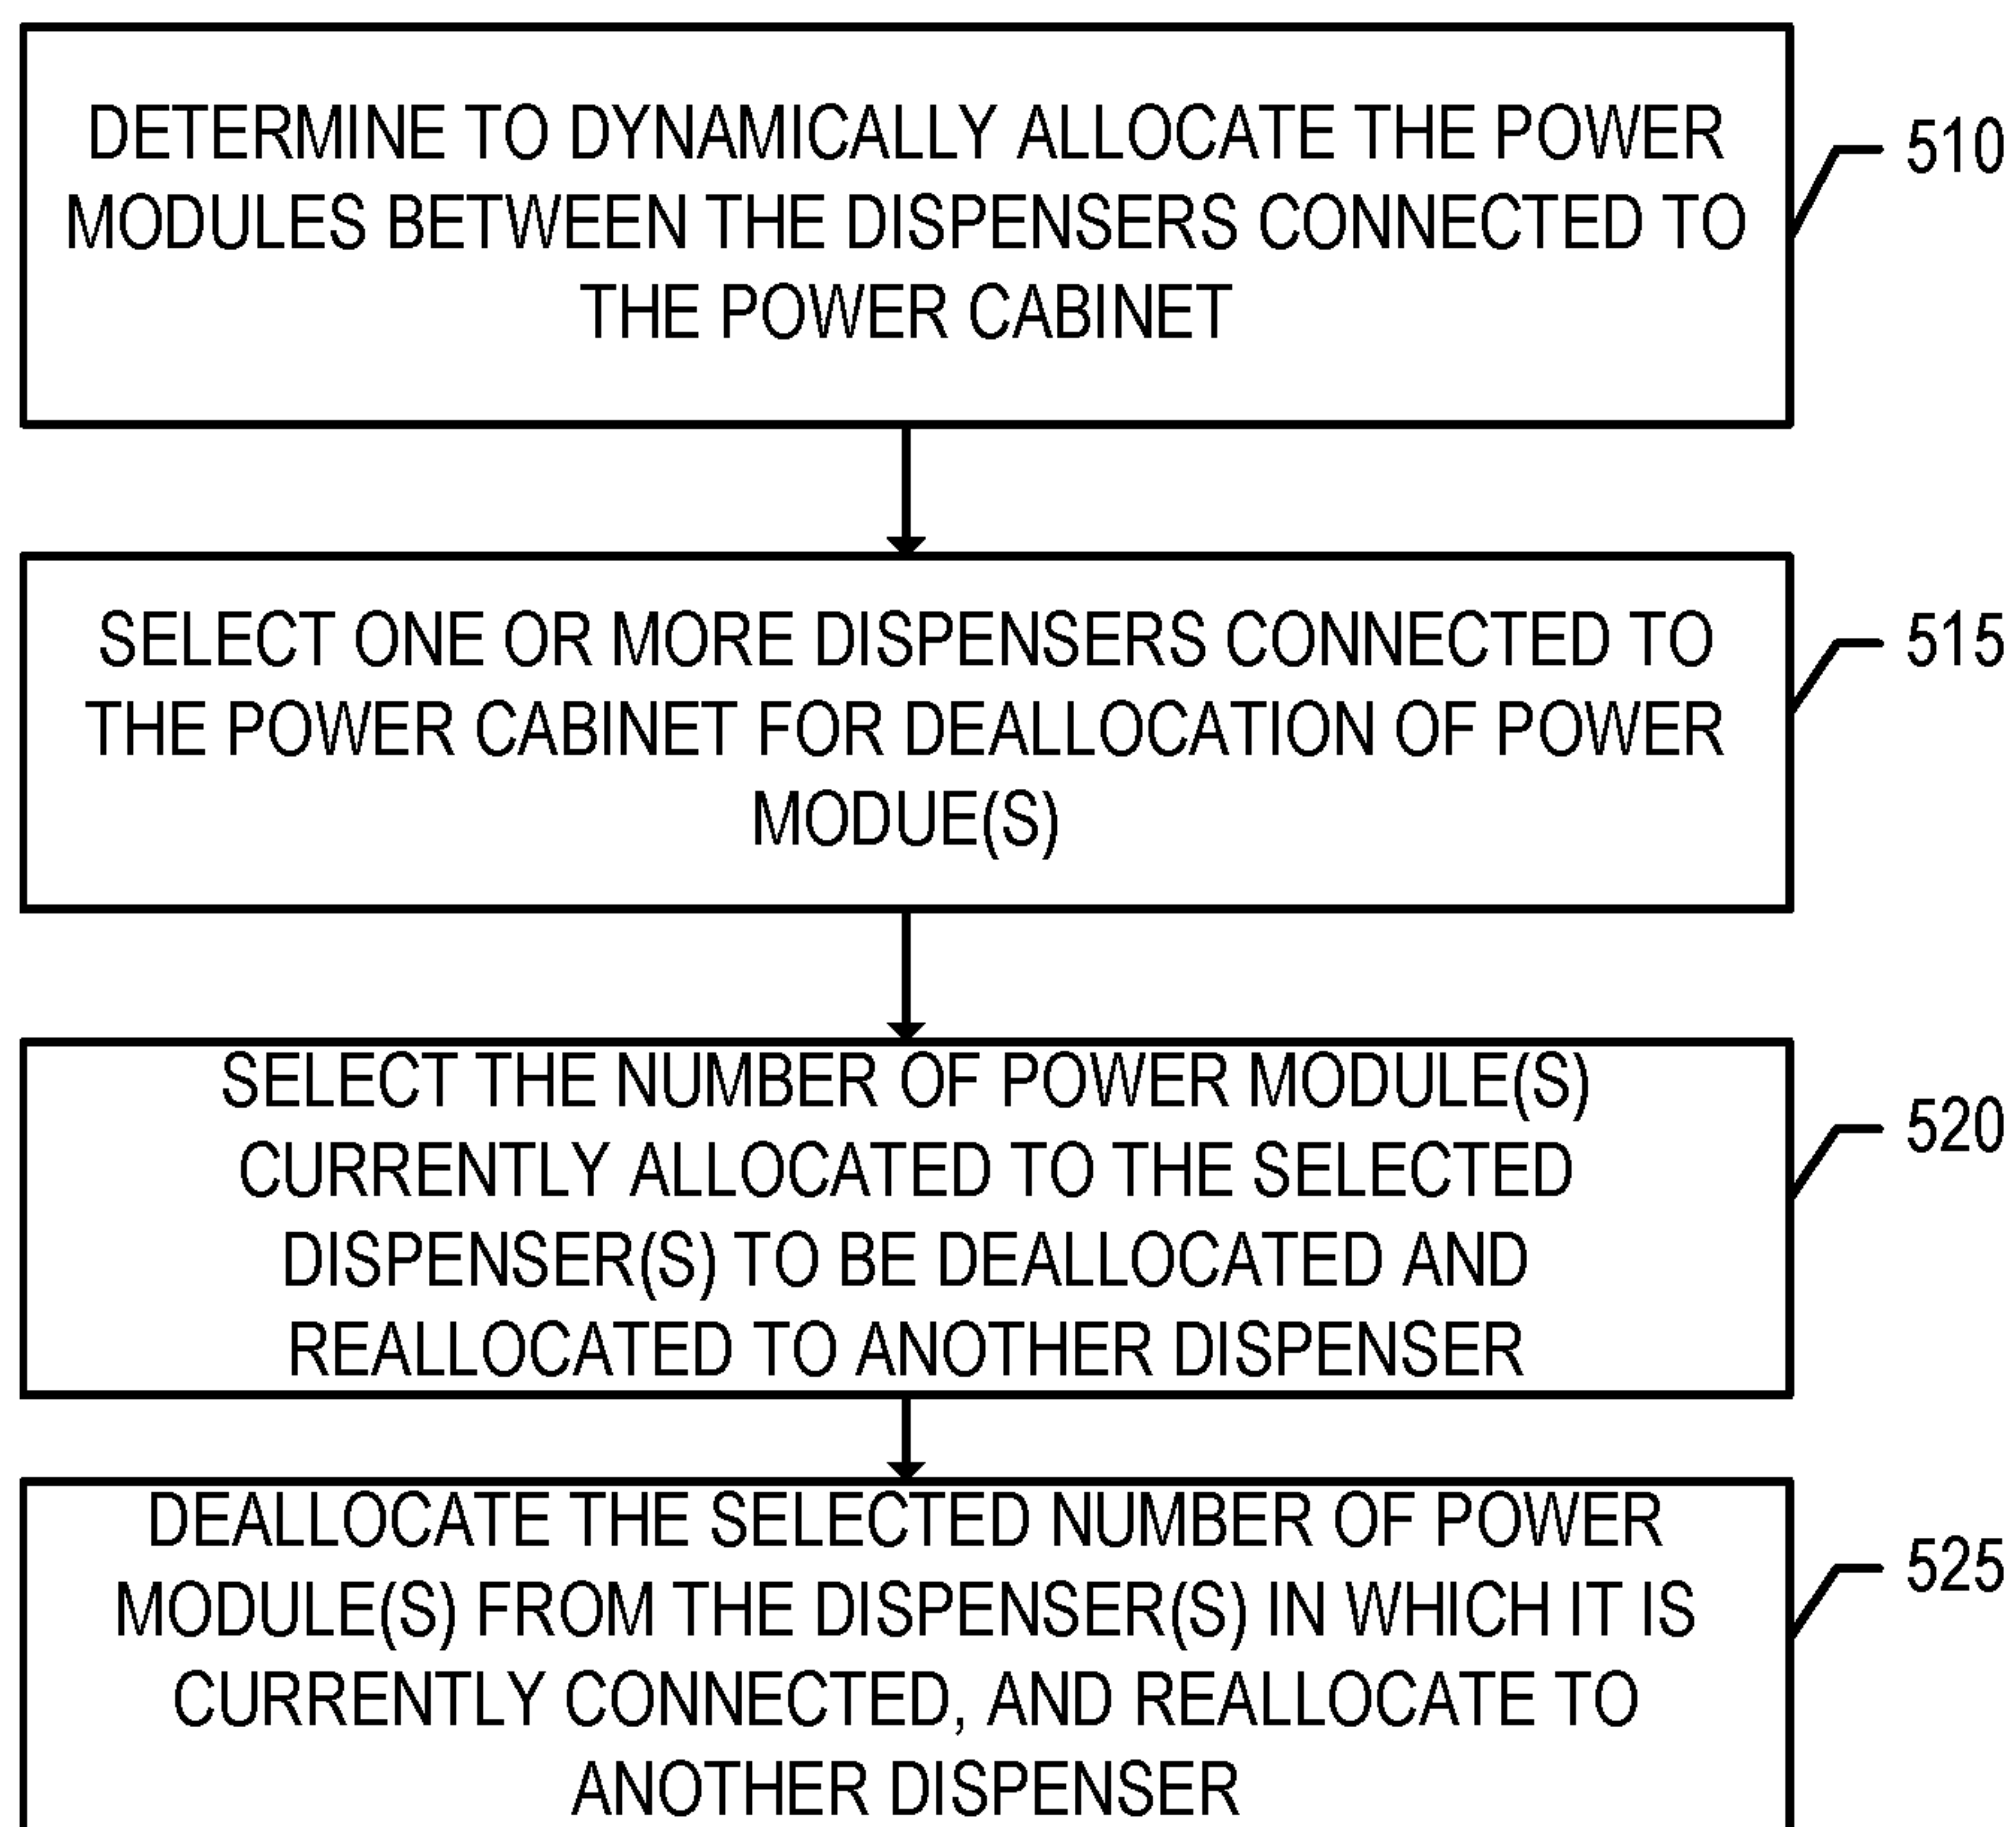 DETERMINE TO DYNAMICALLY ALLOCATE THE POWER
MODULES BETWEEN THE DISPENSERS CONNECTED TO
THE POWER CABINET
510
SELECT ONE OR MORE DISPENSERS CONNECTED TO
THE POWER CABINET FOR DEALLOCATION OF POWER
MODUE(S)
515
SELECT THE NUMBER OF POWER MODULE(S)
CURRENTLY ALLOCATED TO THE SELECTED
DISPENSER(S) TO BE DEALLOCATED AND
REALLOCATED TO ANOTHER DISPENSER
520
DEALLOCATE THE SELECTED NUMBER OF POWER
MODULE(S) FROM THE DISPENSER(S) IN WHICH IT IS
CURRENTLY CONNECTED, AND REALLOCATE TO
ANOTHER DISPENSER
525